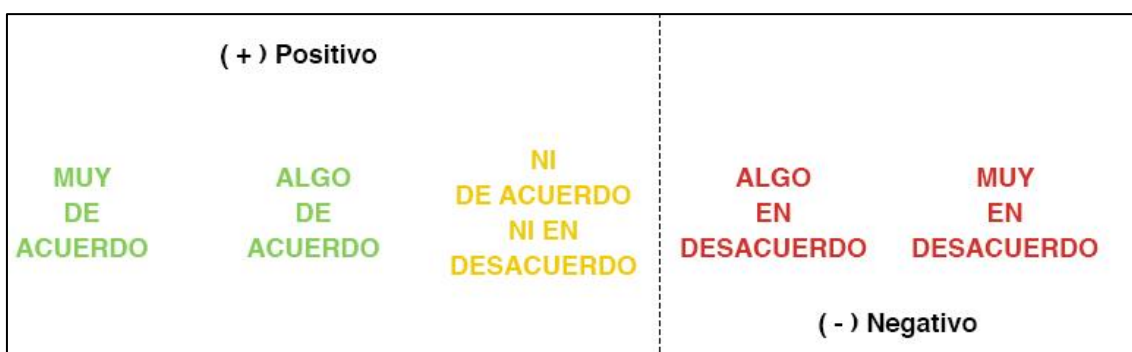 ( + ) Positivo
MUY
DE
ACUERDO
ALGO
DE
ACUERDO
NI
DE ACUERDO
NI EN
DESACUERDO
ALGO
EN
DESACUERDO
MUY
EN
DESACUERDO
( - ) Negativo